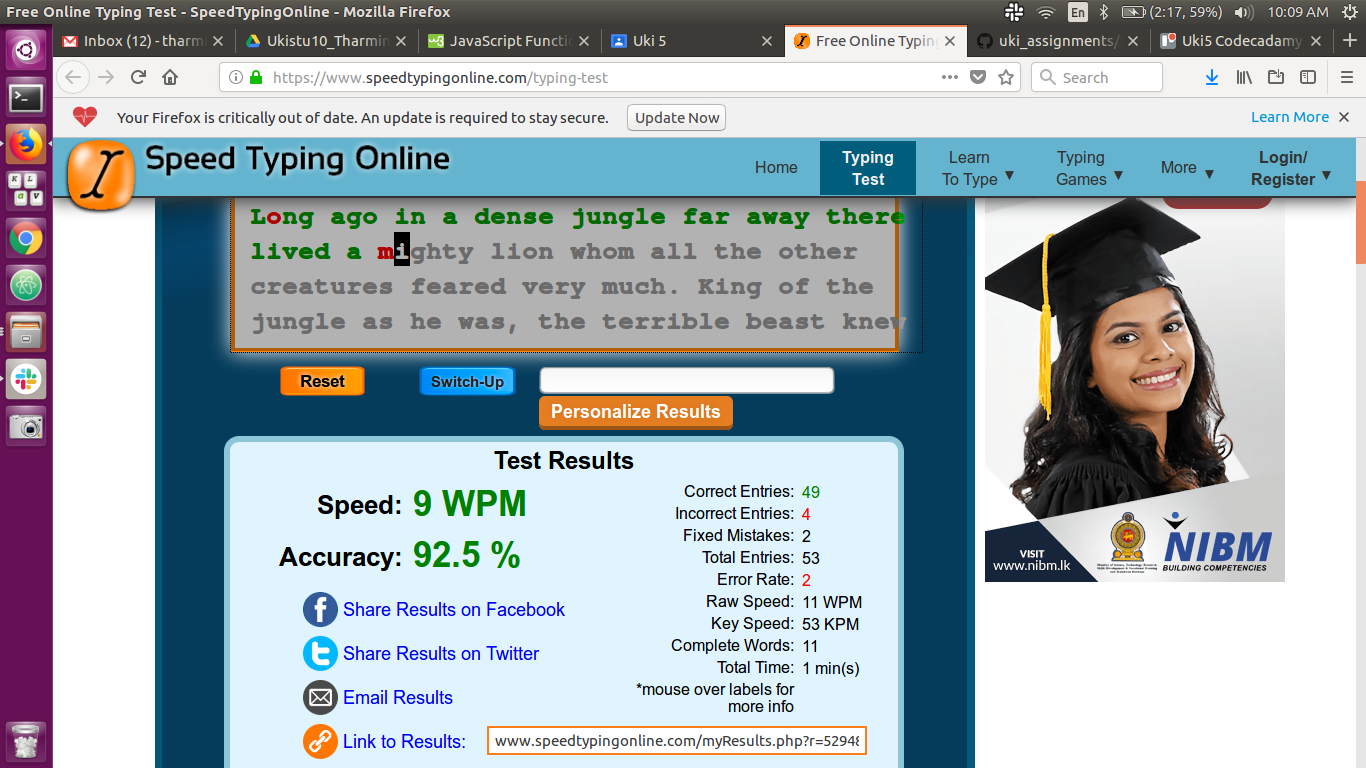 Free Online Typing Test - SpeedTypingOnline - Mozilla Firefox
En (2:17, 59%) 10:09 AM
Inbox (12) - tharmi
Ukistu10_Tharmin
JavaScript Functi
Uki 5
Free Online Typing
uki_assignments/
Uki5 Codecadamy
https://www.speedtypingonline.com/typing-test
Search
Your Firefox is critically out of date. An update is required to stay secure. Update Now
Learn More
Speed Typing Online
Home
Typing Test
Learn To Type ▼
Typing Games ▼
More ▼
Login/ Register ▼
Long ago in a dense jungle far away there
lived a mighty lion whom all the other
creatures feared very much. King of the
jungle as he was, the terrible beast knew
Reset
Switch-Up
Personalize Results
Test Results
Speed: 9 WPM
Accuracy: 92.5 %
Share Results on Facebook
Share Results on Twitter
Email Results
Link to Results: www.speedtypingonline.com/myResults.php?r=52948
Correct Entries: 49
Incorrect Entries: 4
Fixed Mistakes: 2
Total Entries: 53
Error Rate: 2
Raw Speed: 11 WPM
Key Speed: 53 KPM
Complete Words: 11
Total Time: 1 min(s)
*mouse over labels for
more info
VISIT
www.nibm.lk
NIBM
BUILDING COMPETENCIES